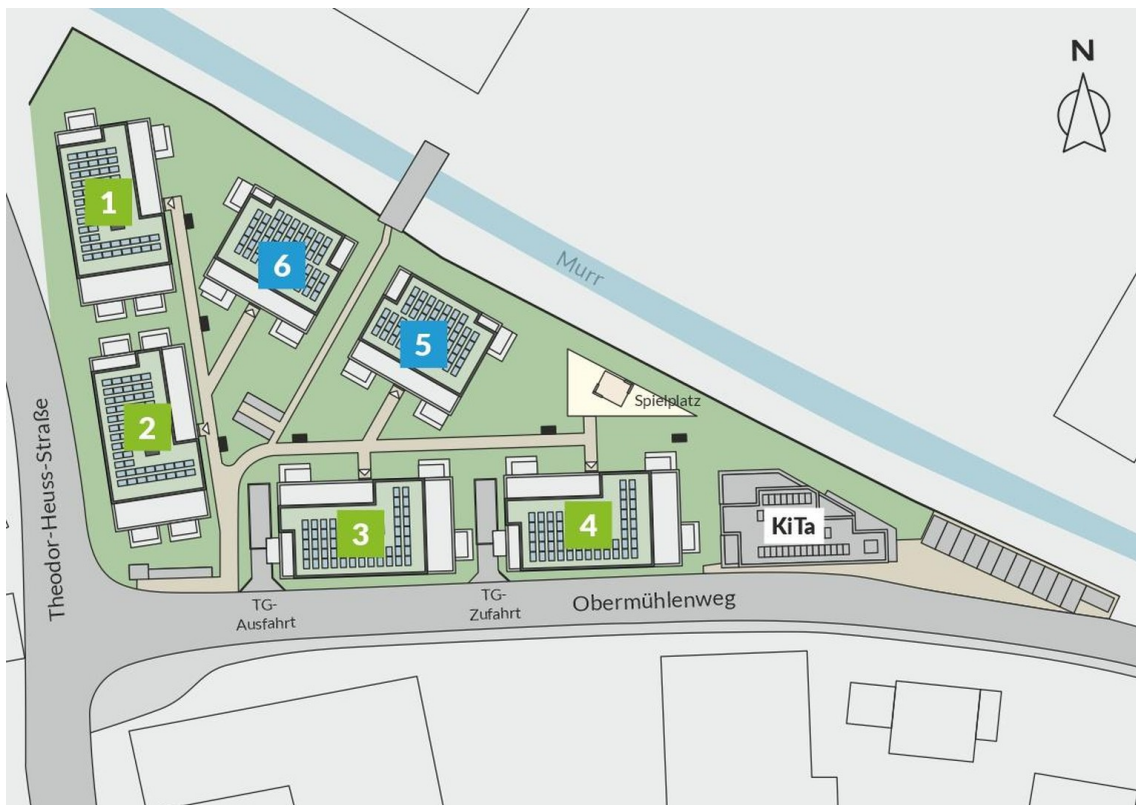 N
1
6
Murr
5
Spielplatz
2
Theodor-Heuss-Straße
3
4
KiTa
TG-
Ausfahrt
TG-
Zufahrt
Obermühlenweg